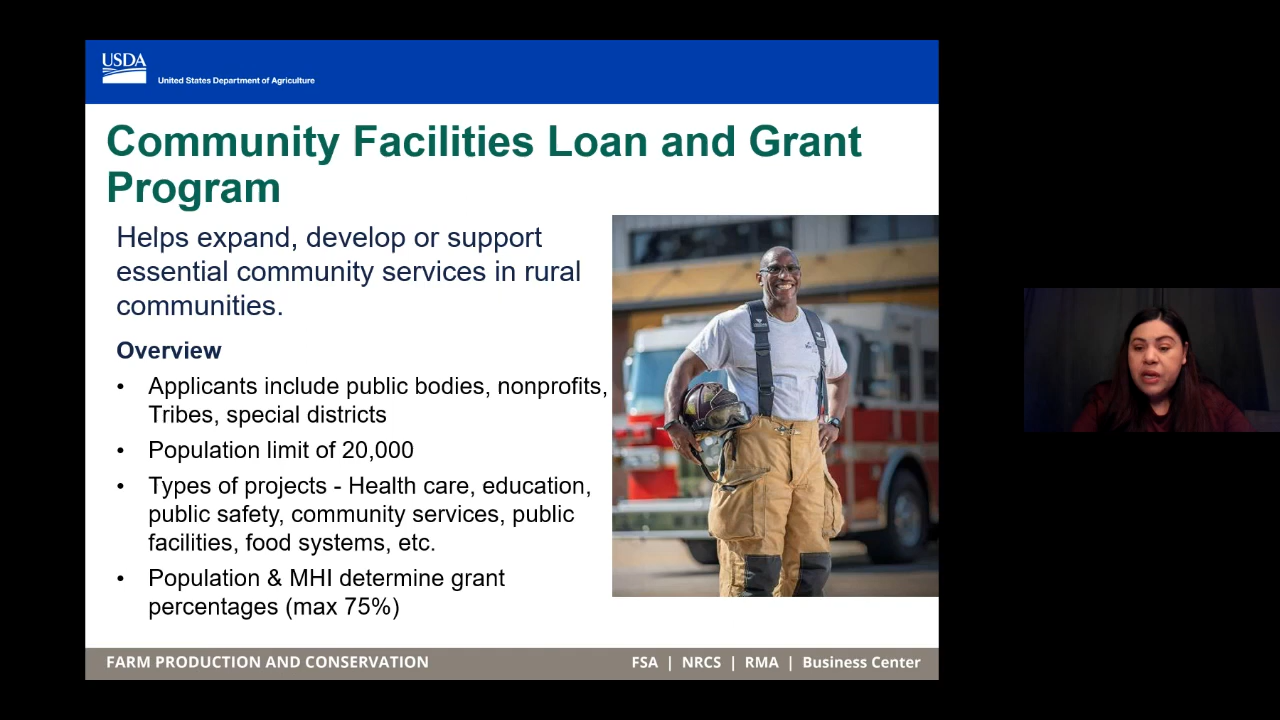 USDA
United States Department of Agriculture
Community Facilities Loan and Grant
Program
Helps expand, develop or support
essential community services in rural
communities.
Overview
• Applicants include public bodies, nonprofits,
Tribes, special districts
• Population limit of 20,000
• Types of projects - Health care, education,
public safety, community services, public
facilities, food systems, etc.
• Population & MHI determine grant
percentages (max 75%)
FARM PRODUCTION AND CONSERVATION
FSA | NRCS | RMA | Business Center